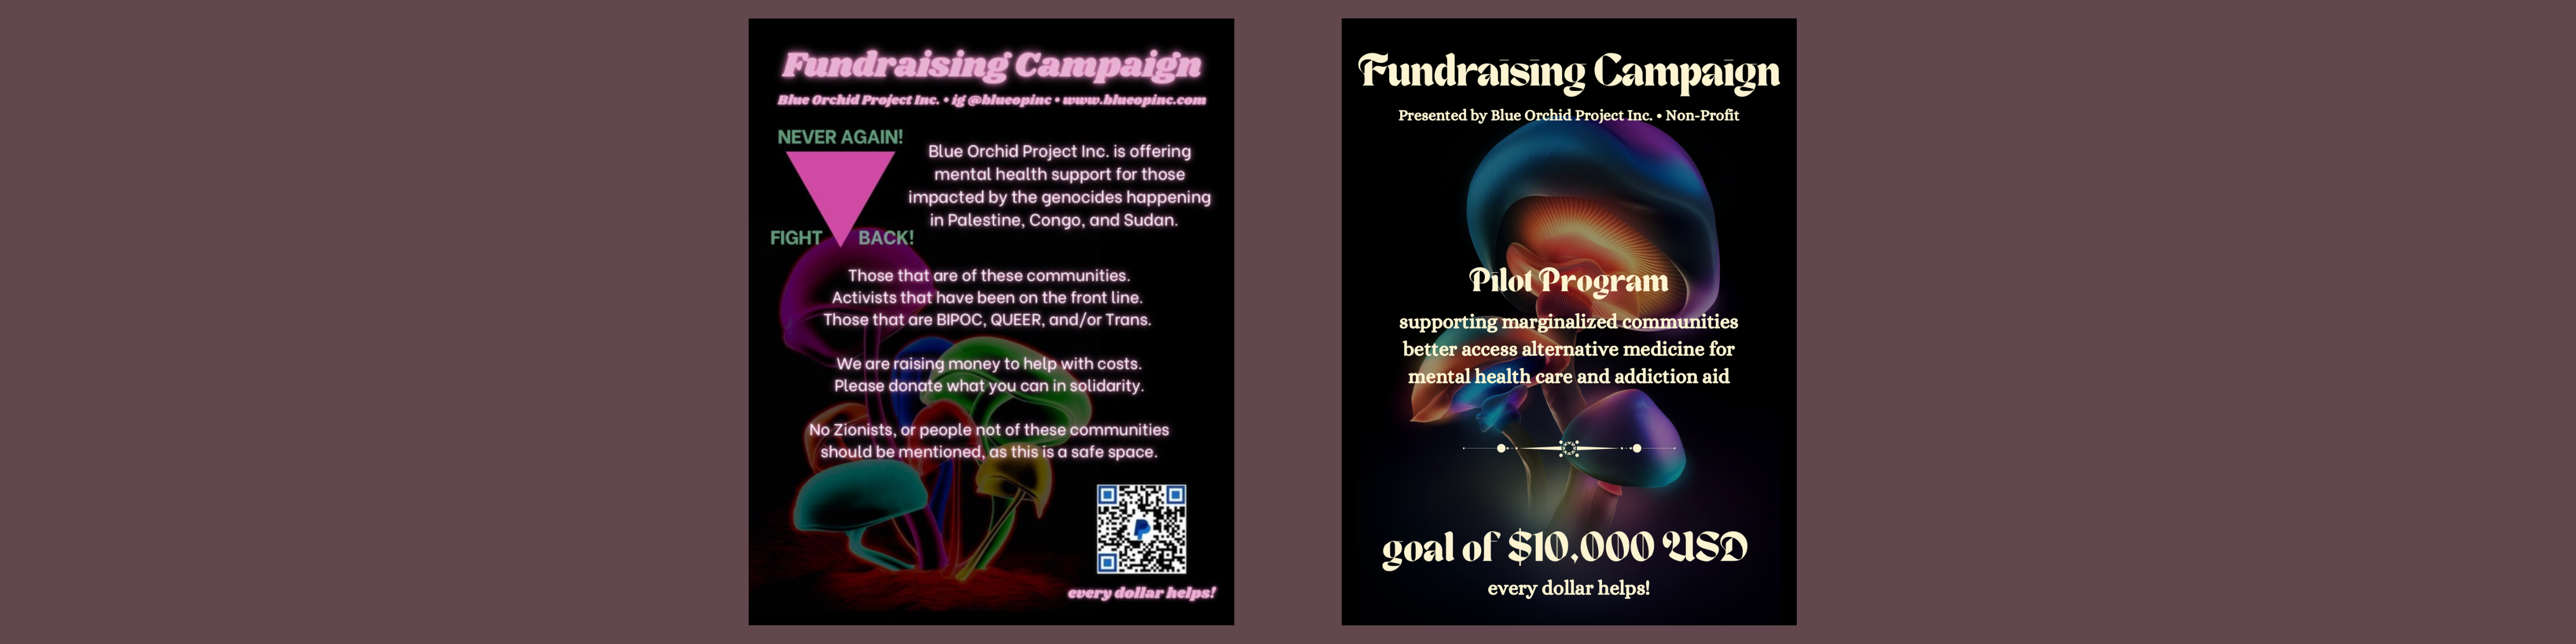 Fundraising Campaign
Blue Orchid Project Inc. • ig @blueopinc • www.blueopinc.com
NEVER AGAIN!
FIGHT BACK!
Blue Orchid Project Inc. is offering
mental health support for those
impacted by the genocides happening
in Palestine, Congo, and Sudan.
Those that are of these communities.
Activists that have been on the front line.
Those that are BIPOC, QUEER, and/or Trans.
We are raising money to help with costs.
Please donate what you can in solidarity.
No Zionists, or people not of these communities
should be mentioned, as this is a safe space.
every dollar helps!
Fundraising Campaign
Presented by Blue Orchid Project Inc. • Non-Profit
Pilot Program
supporting marginalized communities
better access alternative medicine for
mental health care and addiction aid
goal of $10,000 USD
every dollar helps!